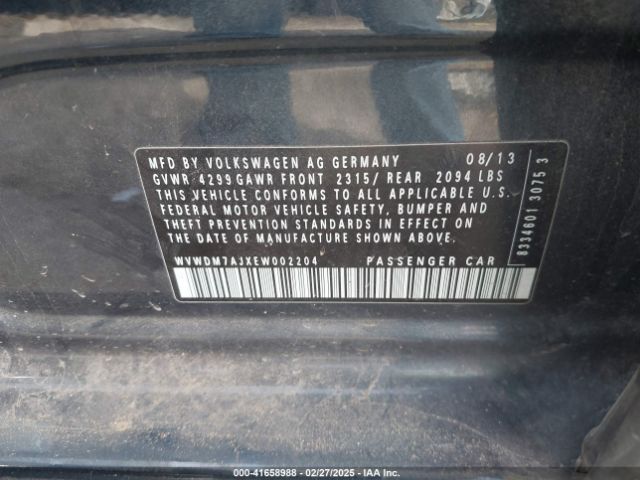 MFD BY VOLKSWAGEN AG GERMANY 08/13
GVWR 4299 GAWR FRONT 2315/ REAR 2094 LBS
THIS VEHICLE CONFORMS TO ALL APPLICABLE U.S.
FEDERAL MOTOR VEHICLE SAFETY, BUMPER AND
THEFT PREVENTION STANDARDS IN EFFECT ON
THE DATE OF MANUFACTURE SHOWN ABOVE.
WVWDM7AJXEW002204 PASSENGER CAR
8334601 3075 3
000-41658988 - 02/27/2025 - IAA Inc.